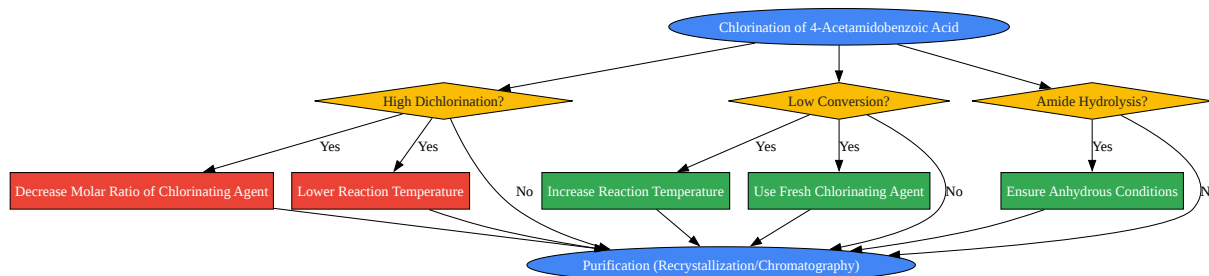 Chlorination of 4-Acetamidobenzoic Acid
High Dichlorination?
Low Conversion?
Amide Hydrolysis?
Yes
Yes
Yes
Yes
Yes
Decrease Molar Ratio of Chlorinating Agent
Lower Reaction Temperature
No
Increase Reaction Temperature
Use Fresh Chlorinating Agent
No
Ensure Anhydrous Conditions
Purification (Recrystallization/Chromatography)